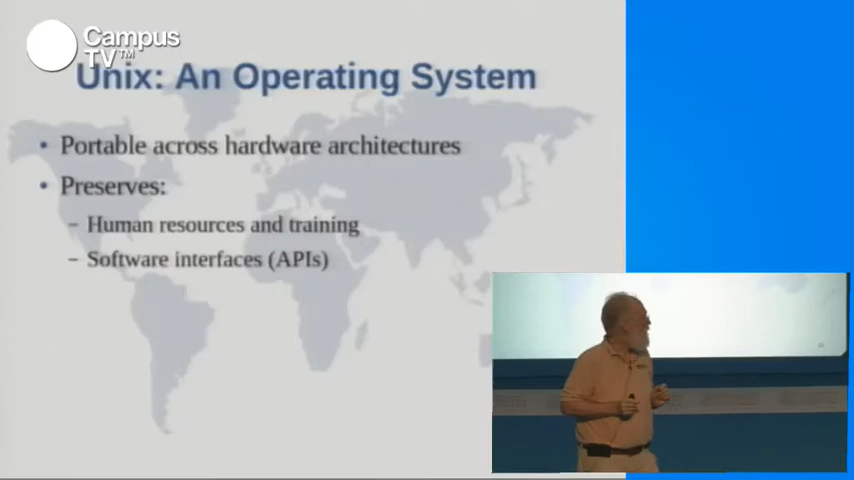 Campus
TV™
Unix: An Operating System
• Portable across hardware architectures
• Preserves:
– Human resources and training
– Software interfaces (APIs)